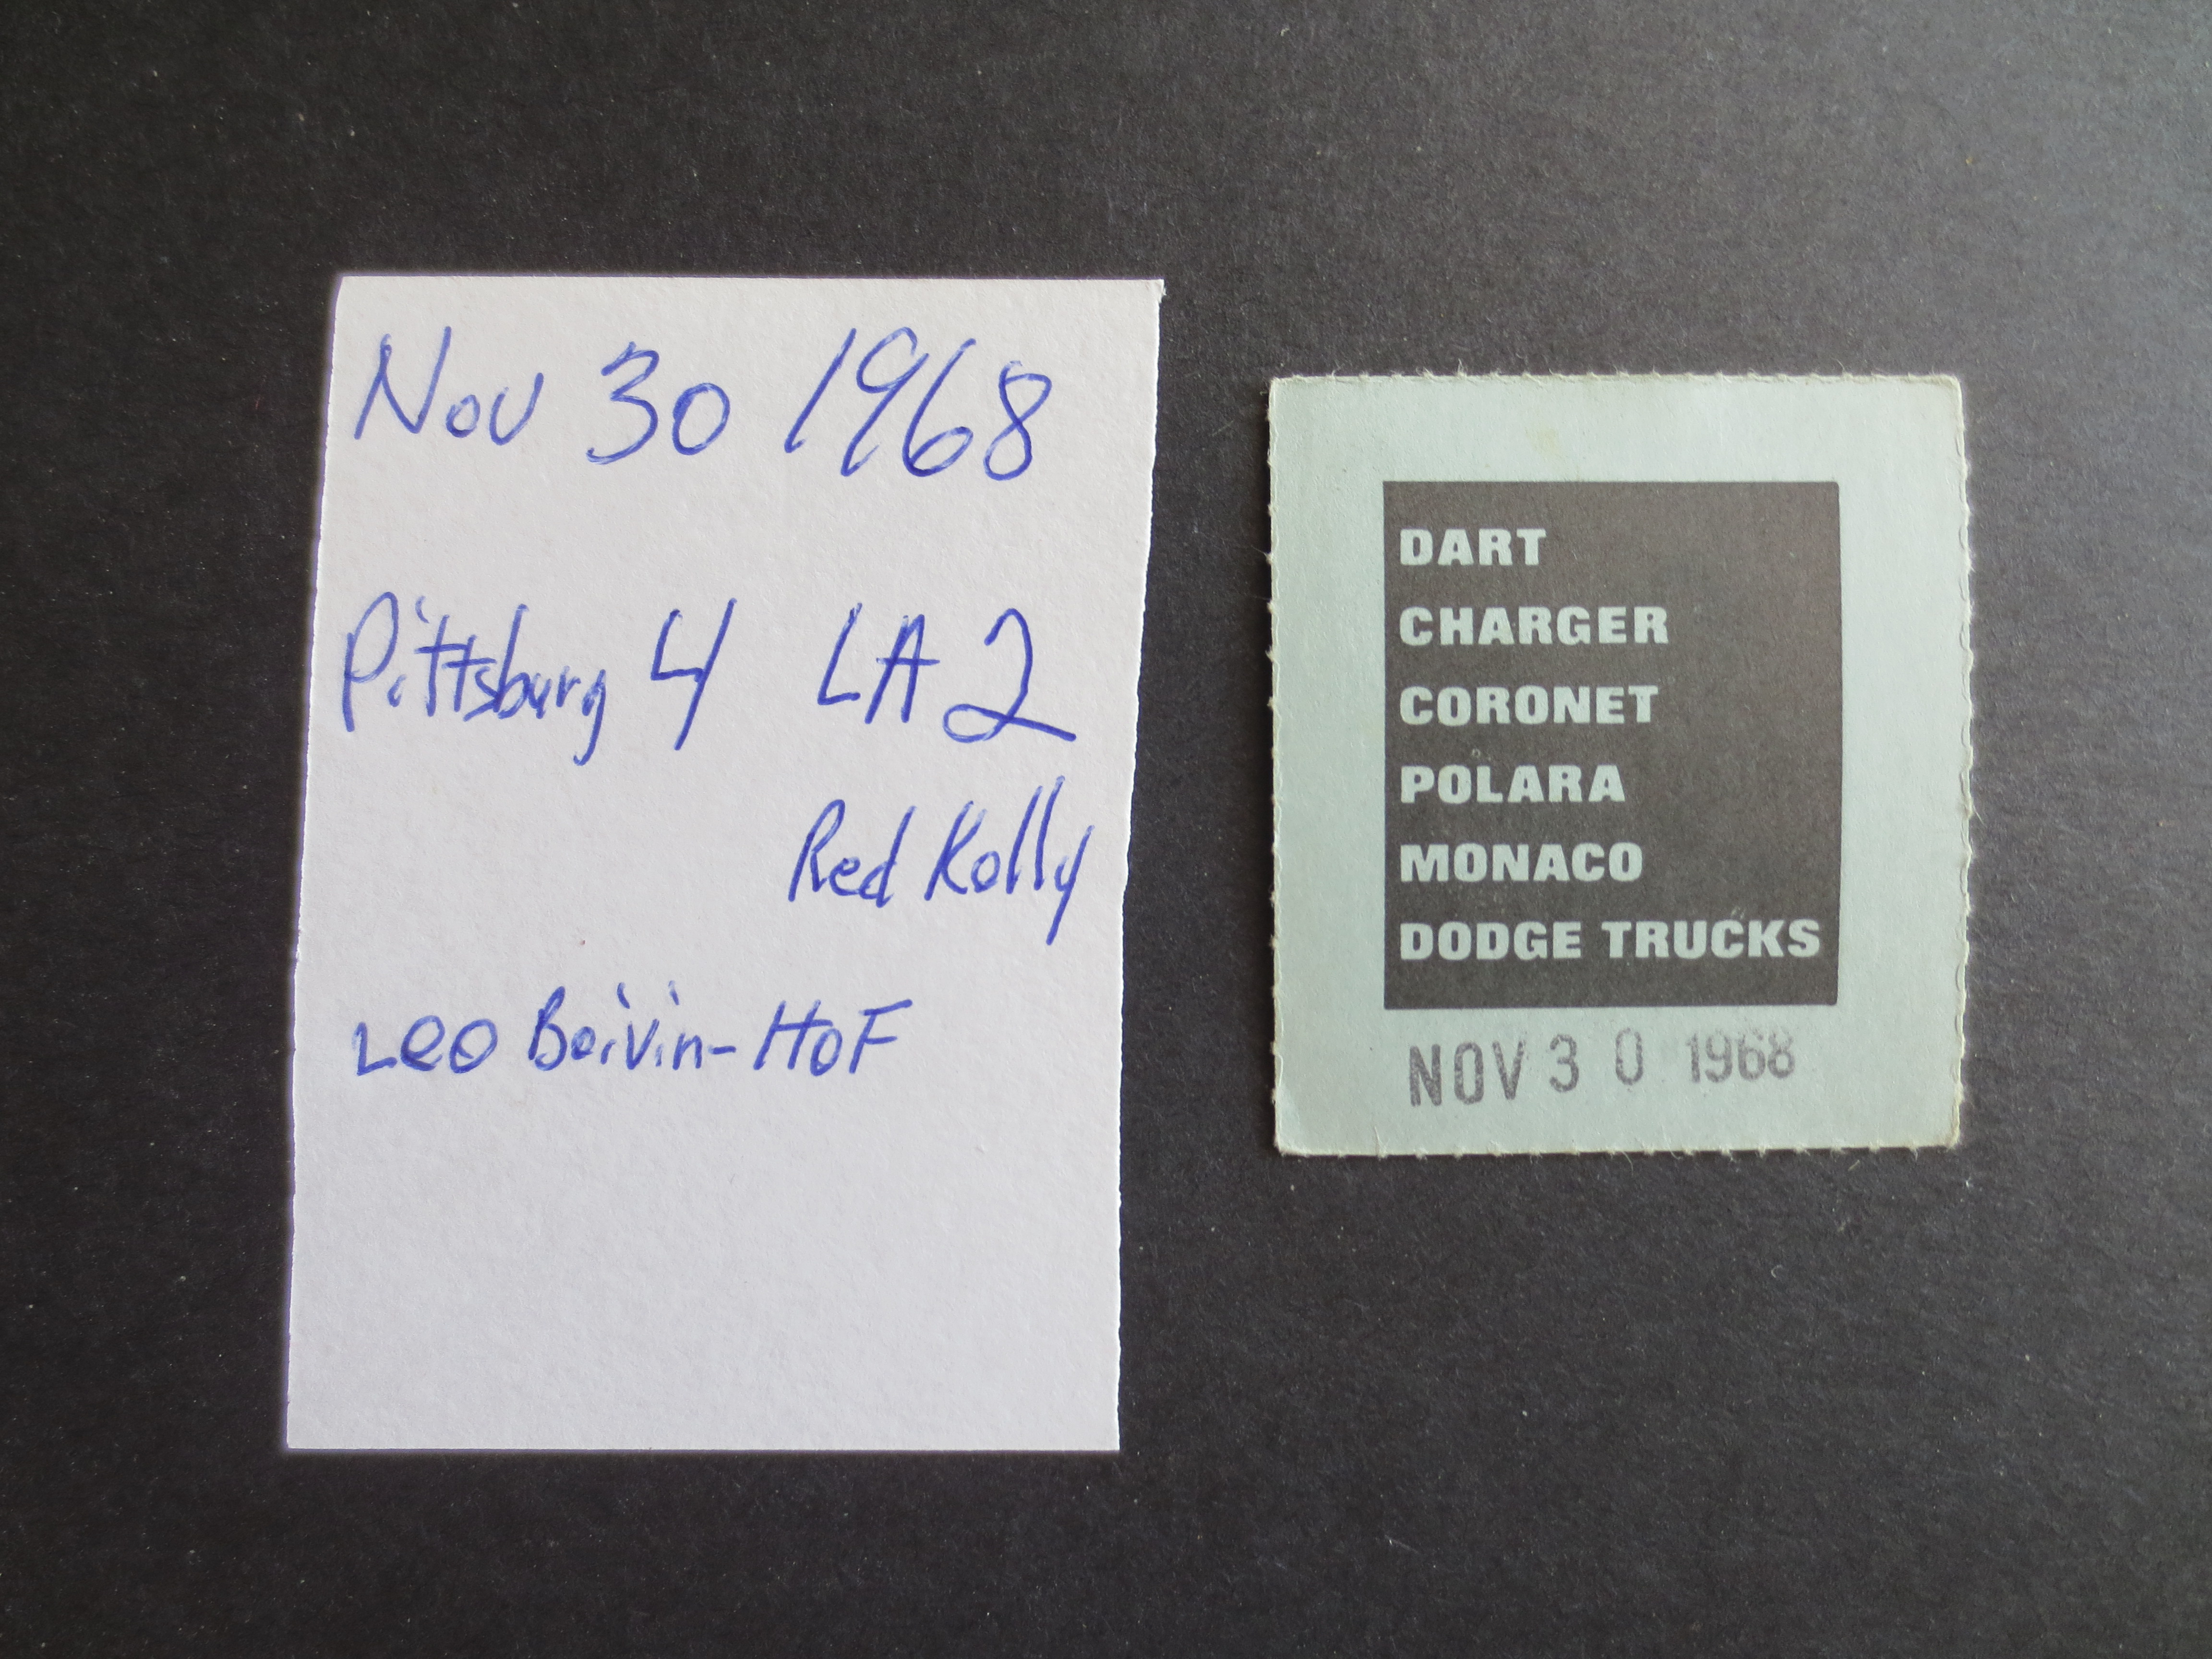 Nov 30 1968
Pittsburg 4 LA 2
Red Kelly
Leo Boivin-HoF
DART
CHARGER
CORONET
POLARA
MONACO
DODGE TRUCKS
NOV 30 1968